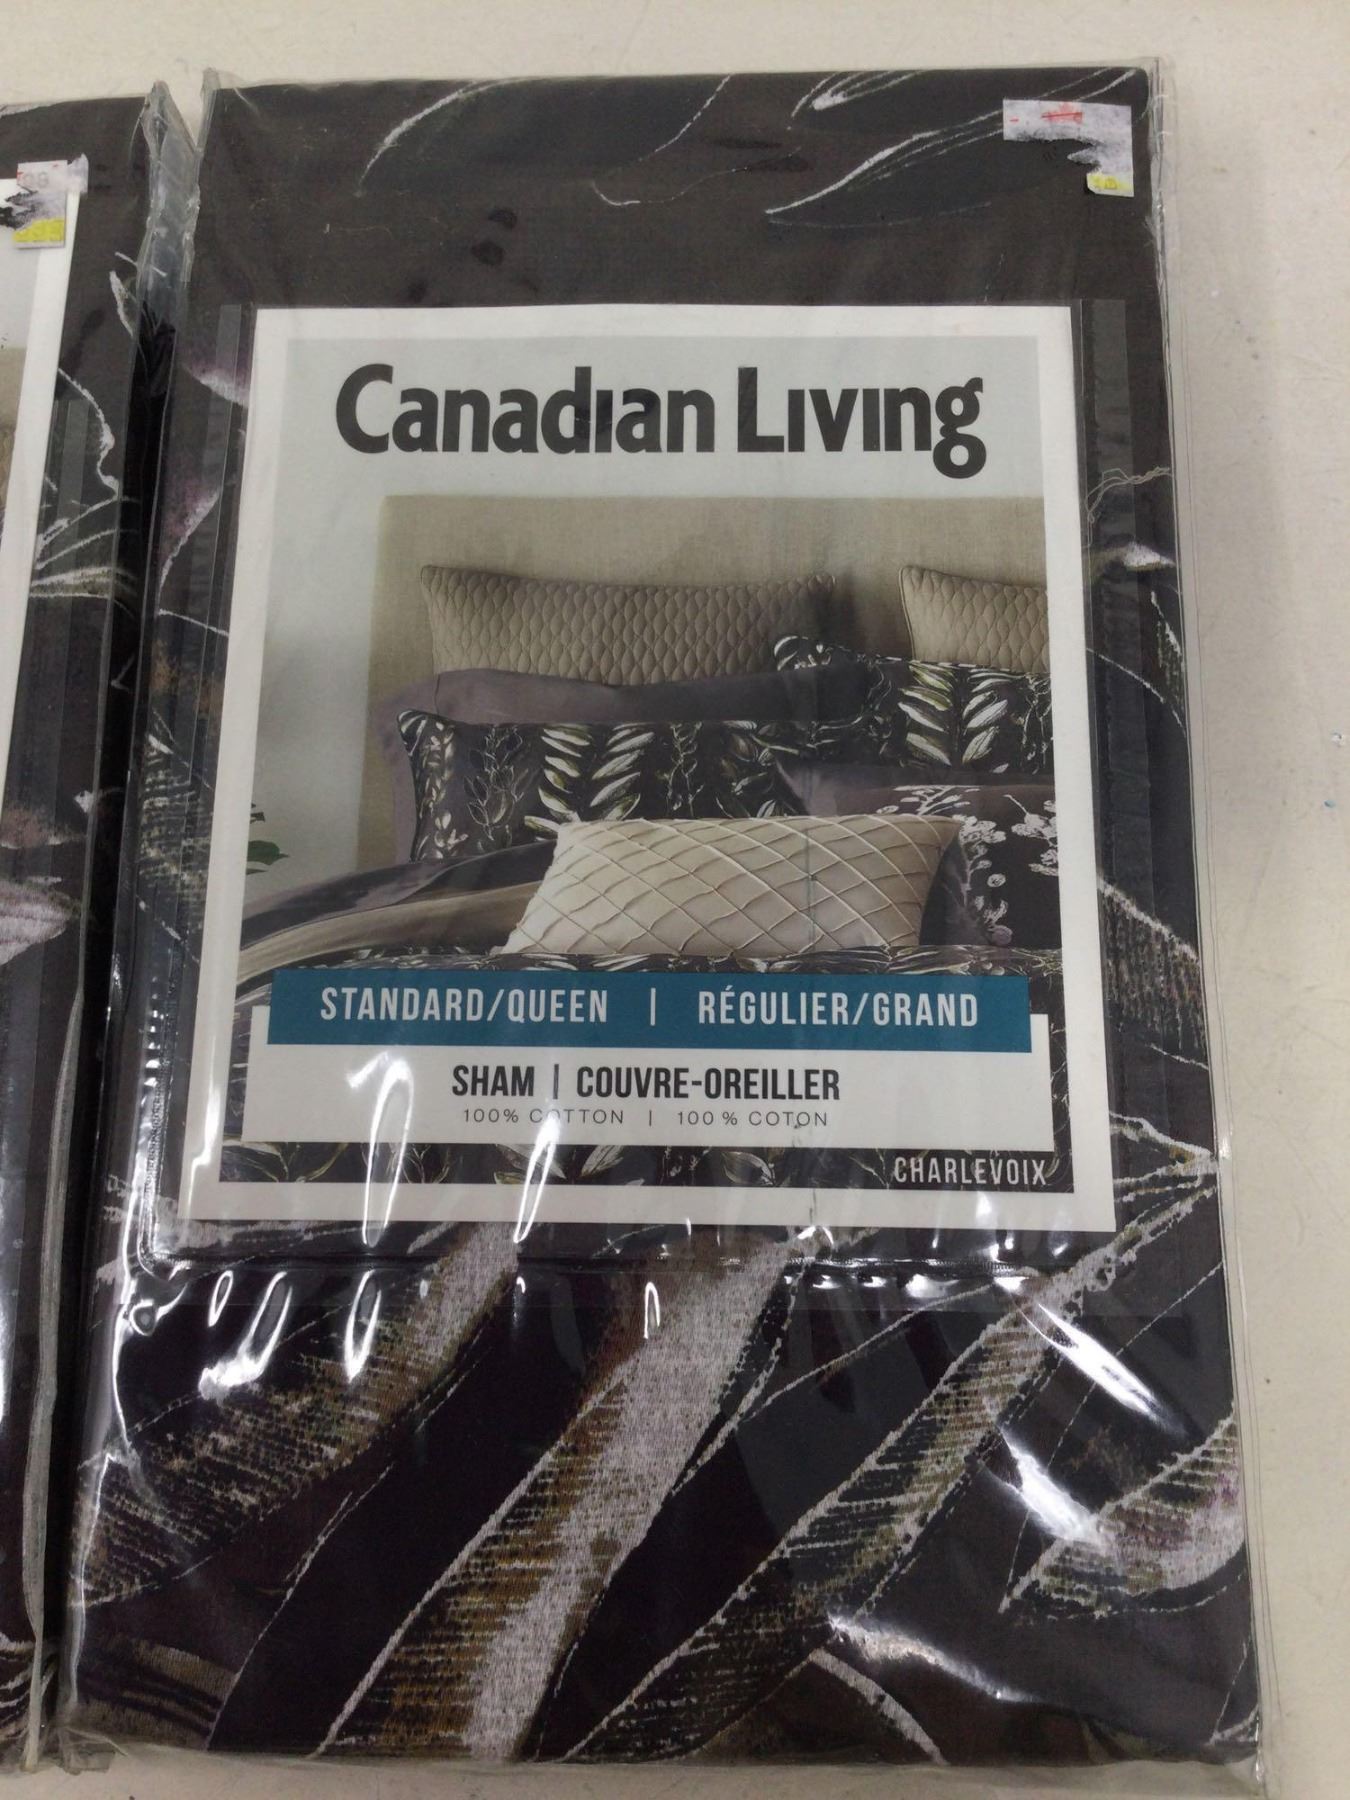 Canadian Living
STANDARD/QUEEN | RÉGULIER/GRAND
SHAM | COUVRE-OREILLER
100% COTTON | 100 % COTON
CHARLEVOIX